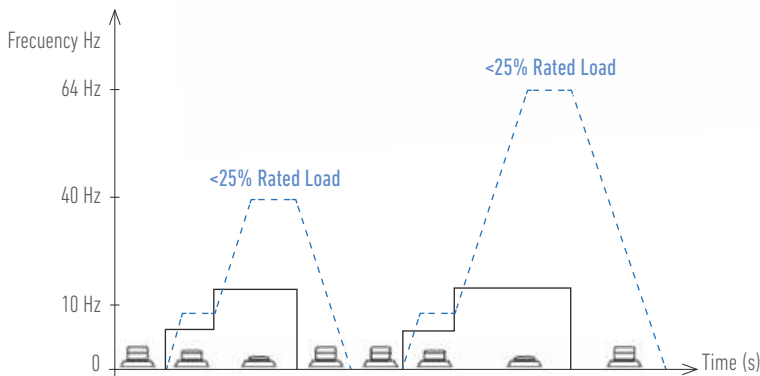 Frecuency Hz
<25% Rated Load
64 Hz
<25% Rated Load
40 Hz
10 Hz
0
Time (s)